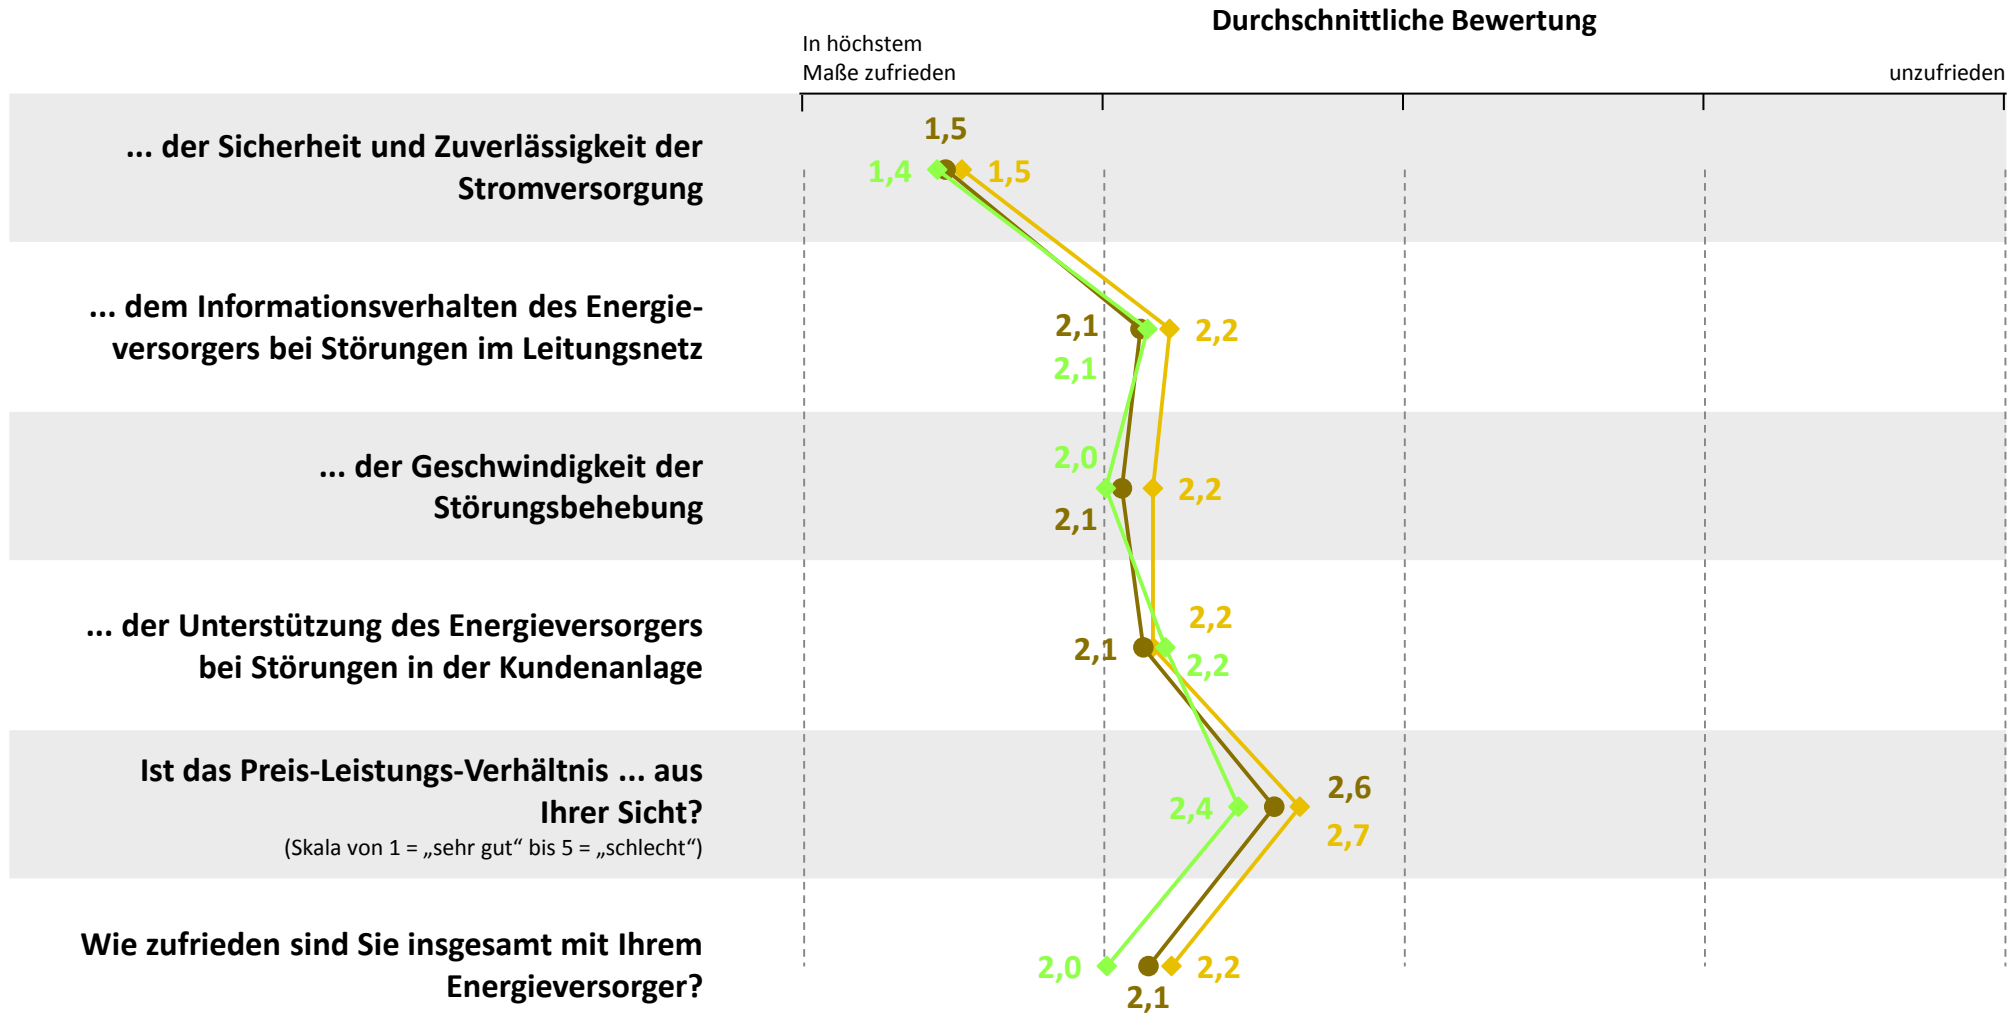 Durchschnittliche Bewertung
In höchstem
Maße zufrieden
unzufrieden
... der Sicherheit und Zuverlässigkeit der
Stromversorgung
1,5
1,4
1,5
... dem Informationsverhalten des Energie-
versorgers bei Störungen im Leitungsnetz
2,1
2,2
2,1
... der Geschwindigkeit der
Störungsbehebung
2,0
2,2
2,1
... der Unterstützung des Energieversorgers
bei Störungen in der Kundenanlage
2,2
2,1
2,2
Ist das Preis-Leistungs-Verhältnis ... aus
Ihrer Sicht?
(Skala von 1 = „sehr gut“ bis 5 = „schlecht“)
2,6
2,4
2,7
Wie zufrieden sind Sie insgesamt mit Ihrem
Energieversorger?
2,0
2,2
2,1